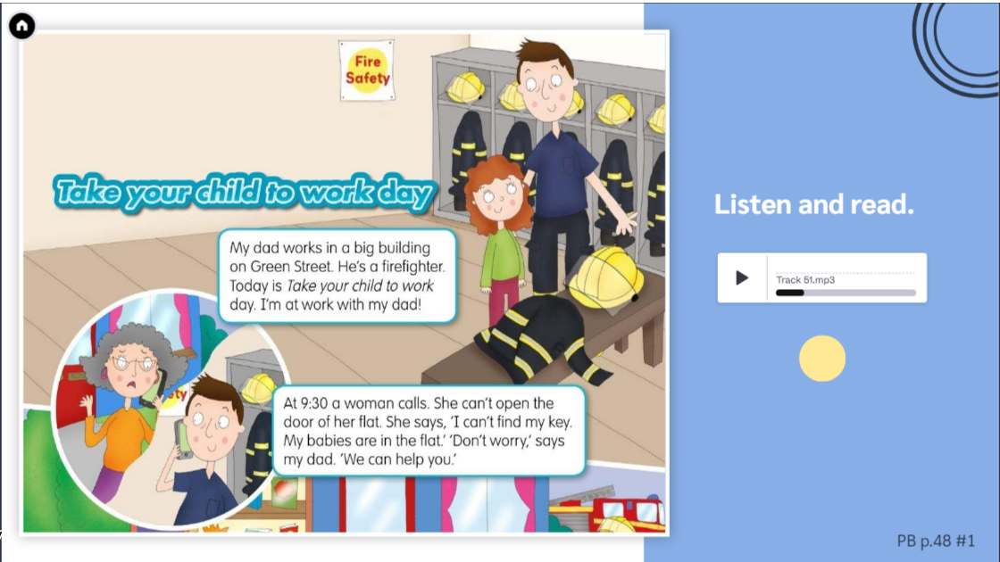 Fire
Safety
Take your child to work day
My dad works in a big building
on Green Street. He's a firefighter.
Today is Take your child to work
day. I'm at work with my dad!
ety
At 9:30 a woman calls. She can't open the
door of her flat. She says, 'I can't find my key.
My babies are in the flat.' 'Don't worry,' says
my dad. 'We can help you.'
Listen and read.
Track 51.mp3
PB p.48 #1